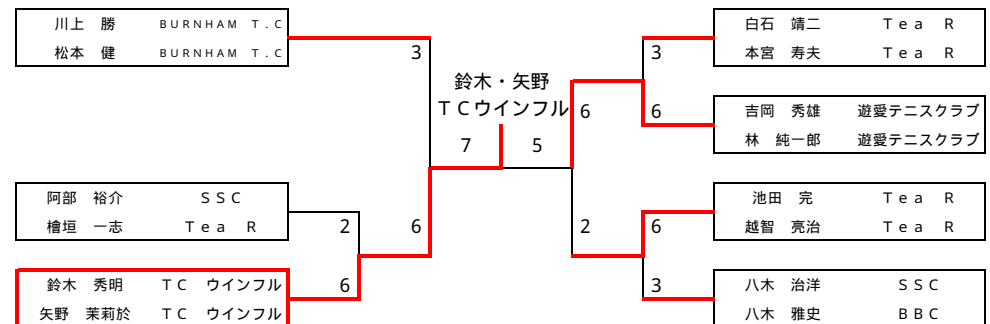 川上　勝　BURNHAM T.C
松本　健　BURNHAM T.C
3
阿部　裕介　SSC
檜垣　一志　Tea R
2
6
鈴木　秀明　TC ウインフル
矢野　茉莉於　TC ウインフル
6
鈴木・矢野
TCウインフル
7
5
白石　靖二　Tea R
本宮　寿夫　Tea R
3
6
6
吉岡　秀雄　遊愛テニスクラブ
林　純一郎　遊愛テニスクラブ
池田　完　Tea R
越智　亮治　Tea R
2
6
八木　治洋　SSC
八木　雅史　BBC
3